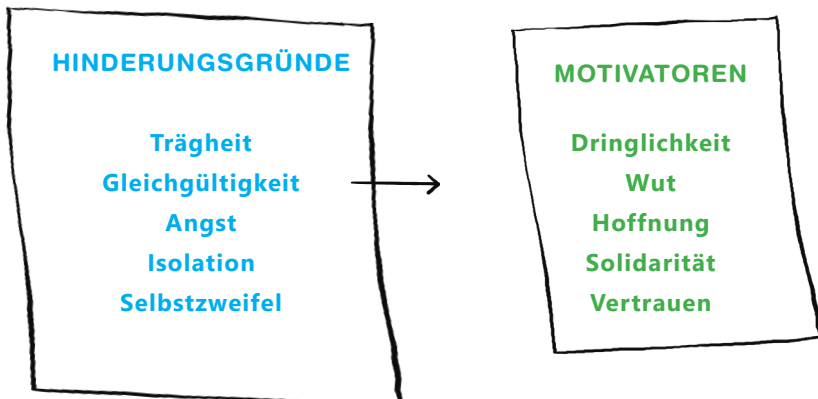 HINDERUNGSGRÜNDE
Trägheit
Gleichgültigkeit
Angst
Isolation
Selbstzweifel
MOTIVATOREN
Dringlichkeit
Wut
Hoffnung
Solidarität
Vertrauen